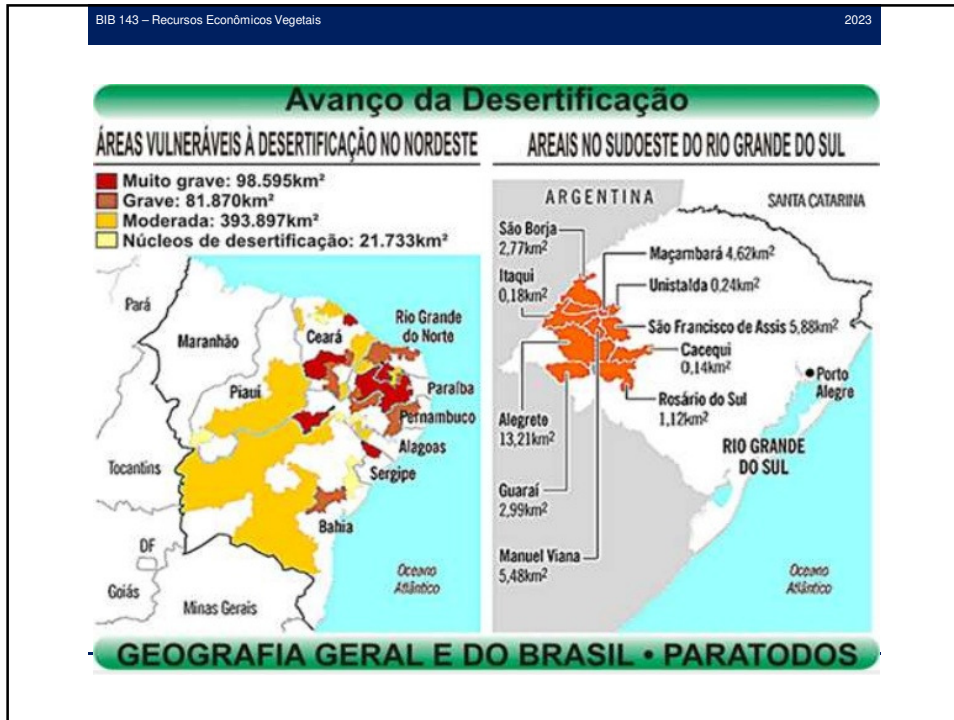 BIB 143 – Recursos Econômicos Vegetais
2023
Avanço da Desertificação
ÁREAS VULNERÁVEIS À DESERTIFICAÇÃO NO NORDESTE
Muito grave: 98.595km²
Grave: 81.870km²
Moderada: 393.897km²
Núcleos de desertificação: 21.733km²
Pará
Maranhão
Ceará
Rio Grande
do Norte
Piauí
Paraíba
Pernambuco
Alagoas
Tocantins
Sergipe
Bahia
DF
Goiás
Minas Gerais
Oceano
Atlântico
AREAIS NO SUDOESTE DO RIO GRANDE DO SUL
ARGENTINA
SANTA CATARINA
São Borja
2,77km²
Maçambará 4,62km²
Itaqui
0,18km²
Unistalda 0,24km²
São Francisco de Assis 5,88km²
Cacequi
0,14km²
Porto
Alegre
Rosário do Sul
1,12km²
Alegrete
13,21km²
RIO GRANDE
DO SUL
Guaraí
2,99km²
Manuel Viana
5,48km²
Oceano
Atlântico
GEOGRAFIA GERAL E DO BRASIL • PARATODOS